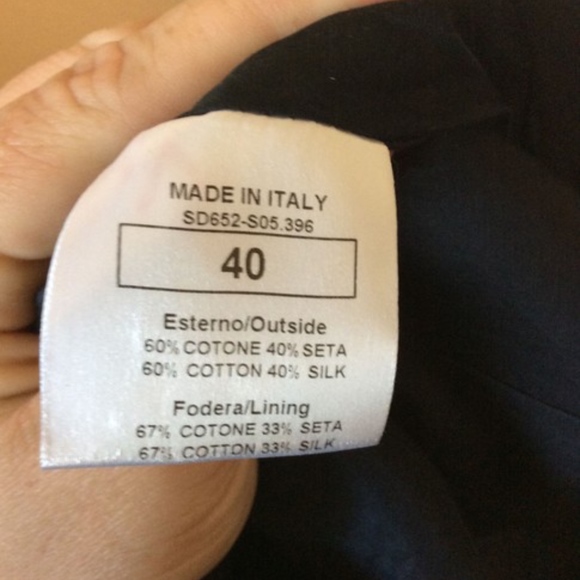 MADE IN ITALY
SD652-S05.396
40
Esterno/Outside
60% COTONE 40% SETA
60% COTTON 40% SILK
Fodera/Lining
67% COTONE 33% SETA
67% COTTON 33% SILK